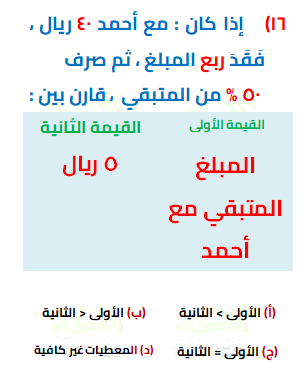 ١٦) إذا كان : مع أحمد ٤٠ ريال ،
فَقَدَ ربع المبلغ ، ثم صرف
٥٠ % من المتبقي ، قارن بين :
القيمة الأولى
القيمة الثانية
المبلغ
المتبقي مع
أحمد
٥ ريال
(أ) الأولى > الثانية
(ب) الأولى < الثانية
(ج) الأولى = الثانية
(د) المعطيات غير كافية